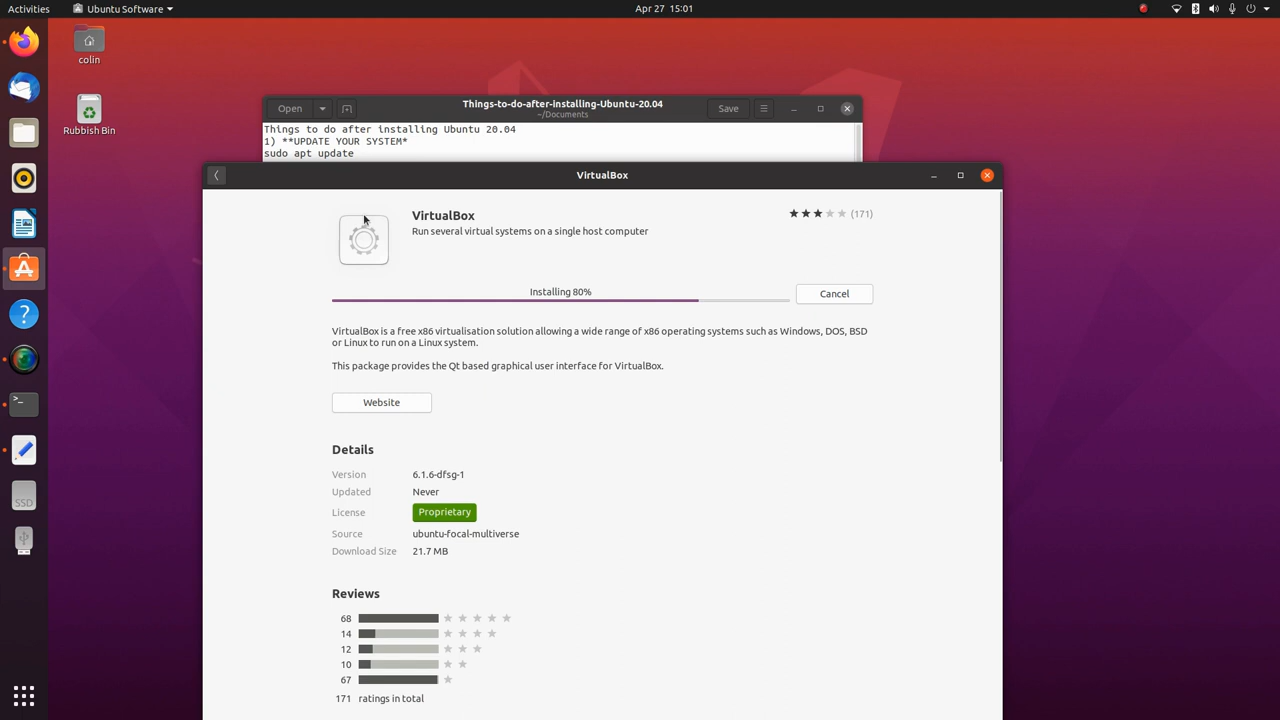 Activities
Ubuntu Software
Apr 27 15:01
colin
Rubbish Bin
SSD
Open
Things-to-do-after-installing-Ubuntu-20.04
~/Documents
Save
Things to do after installing Ubuntu 20.04
1) **UPDATE YOUR SYSTEM*
sudo apt update
VirtualBox
VirtualBox
Run several virtual systems on a single host computer
(171)
Installing 80%
Cancel
VirtualBox is a free x86 virtualisation solution allowing a wide range of x86 operating systems such as Windows, DOS, BSD
or Linux to run on a Linux system.
This package provides the Qt based graphical user interface for VirtualBox.
Website
Details
Version 6.1.6-dfsg-1
Updated Never
License Proprietary
Source ubuntu-focal-multiverse
Download Size 21.7 MB
Reviews
68
14
12
10
67
171 ratings in total